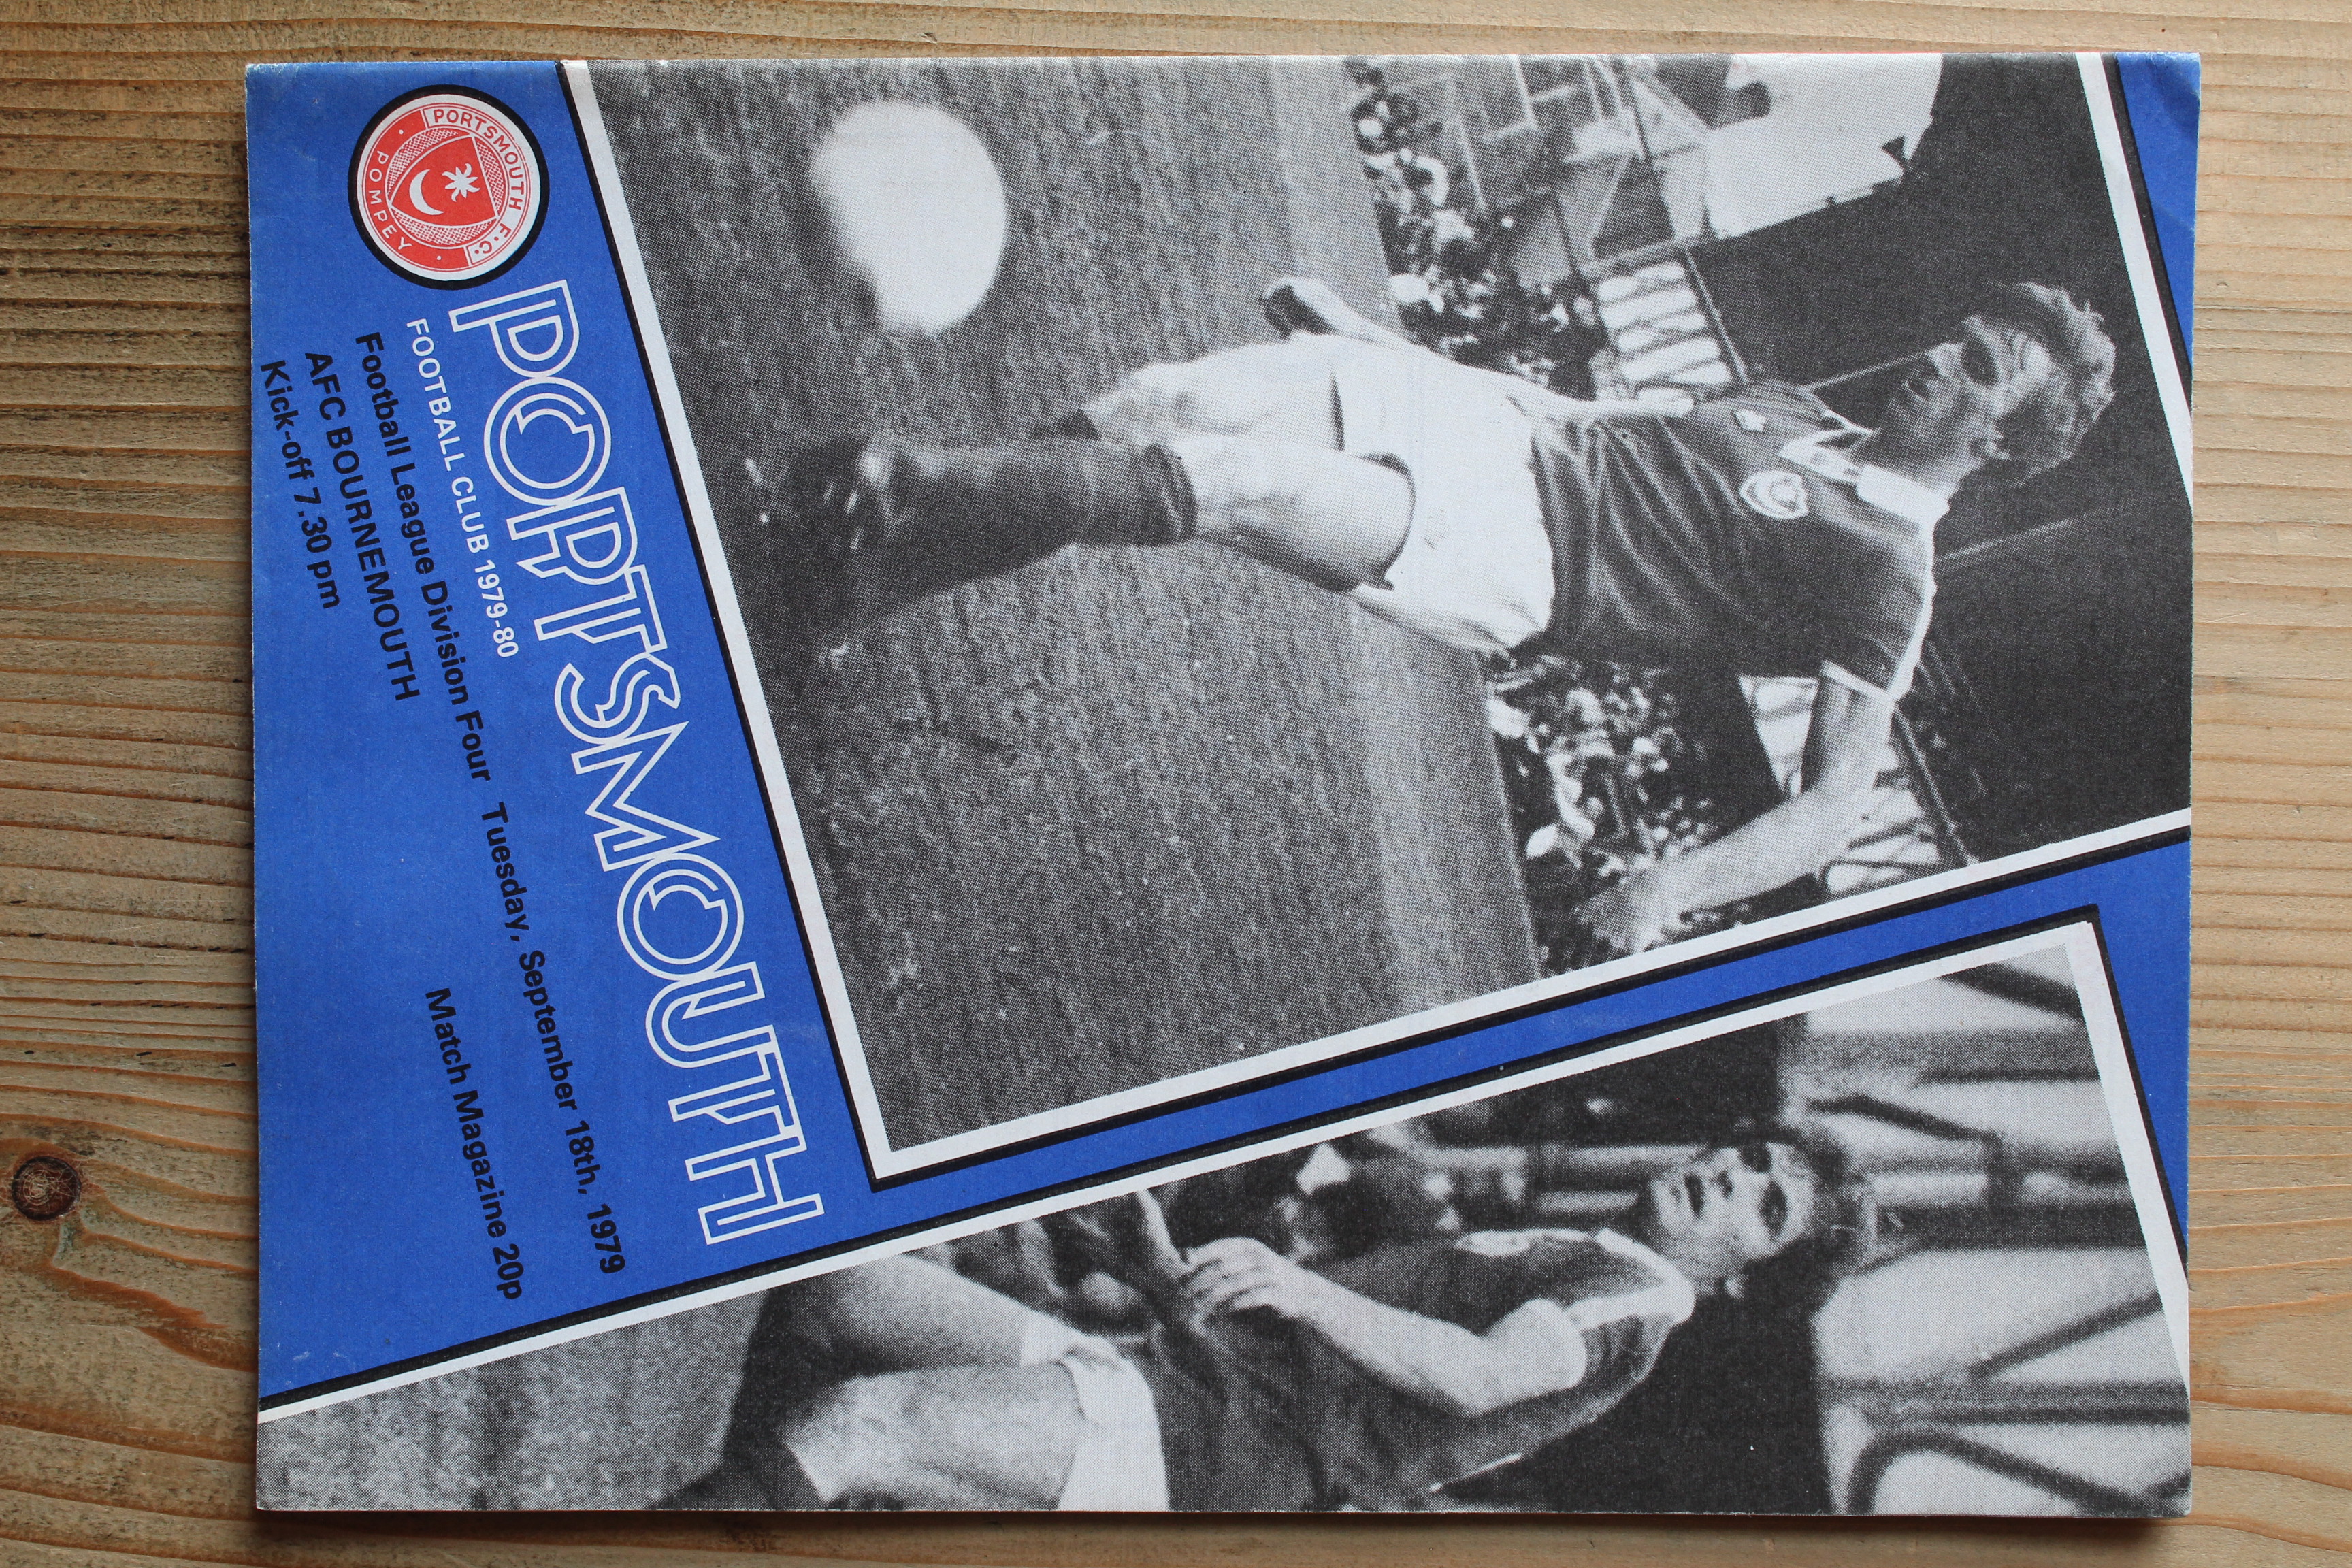 PORTSMOUTH F.C.
POMPEY
PORTSMOUTH
FOOTBALL CLUB 1979-80
Football League Division Four Tuesday, September 18th, 1979
AFC BOURNEMOUTH
Kick-off 7.30 pm
Match Magazine 20p